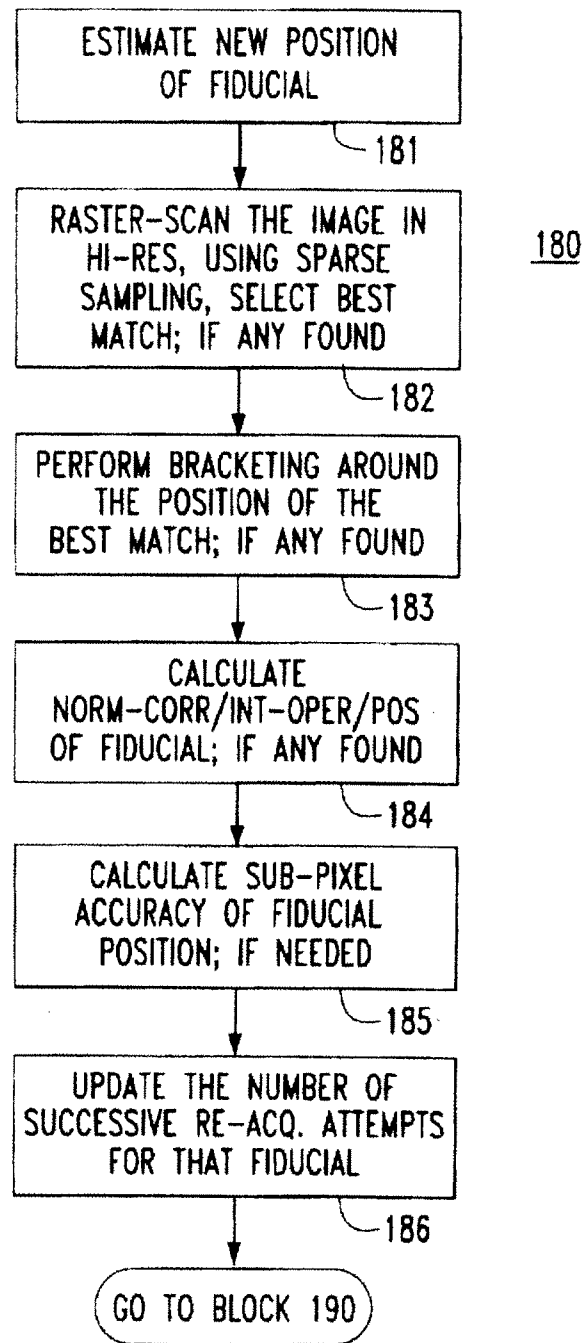 ESTIMATE NEW POSITION
OF FIDUCIAL
181
RASTER-SCAN THE IMAGE IN
HI-RES, USING SPARSE
SAMPLING, SELECT BEST
MATCH; IF ANY FOUND
182
180
PERFORM BRACKETING AROUND
THE POSITION OF THE
BEST MATCH; IF ANY FOUND
183
CALCULATE
NORM-CORR/INT-OPER/POS
OF FIDUCIAL; IF ANY FOUND
184
CALCULATE SUB-PIXEL
ACCURACY OF FIDUCIAL
POSITION; IF NEEDED
185
UPDATE THE NUMBER OF
SUCCESSIVE RE-ACQ. ATTEMPTS
FOR THAT FIDUCIAL
186
GO TO BLOCK 190